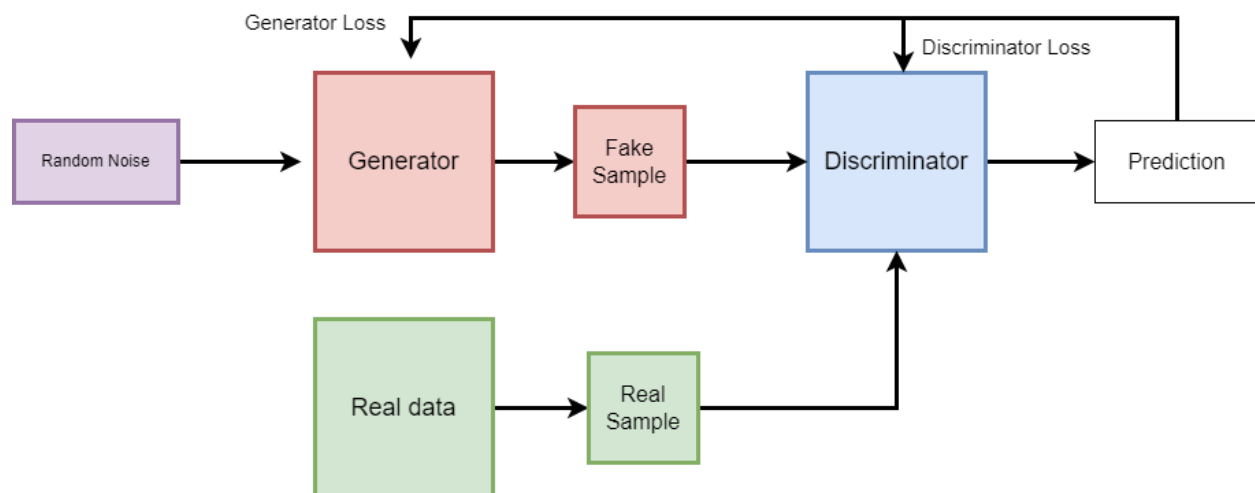 Generator Loss
Discriminator Loss
Random Noise
Generator
Fake
Sample
Discriminator
Prediction
Real data
Real
Sample